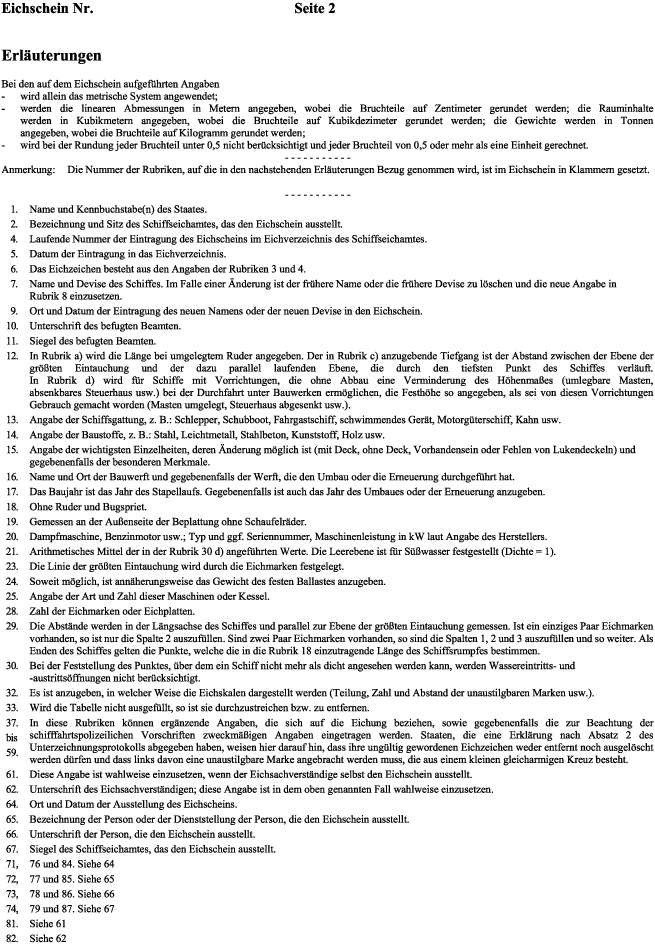 Eichschein Nr. Seite 2
Erläuterungen
Bei den auf dem Eichschein aufgeführten Angaben
- wird allein das metrische System angewendet;
- werden die linearen Abmessungen in Metern angegeben, wobei die Bruchteile auf Zentimeter gerundet werden; die Rauminhalte
werden in Kubikmetern angegeben, wobei die Bruchteile auf Kubikdezimeter gerundet werden; die Gewichte werden in Tonnen
angegeben, wobei die Bruchteile auf Kilogramm gerundet werden;
- wird bei der Rundung jeder Bruchteil unter 0,5 nicht berücksichtigt und jeder Bruchteil von 0,5 oder mehr als eine Einheit gerechnet.
- - - - - - - - - - -
Anmerkung: Die Nummer der Rubriken, auf die in den nachstehenden Erläuterungen Bezug genommen wird, ist im Eichschein in Klammern gesetzt.
- - - - - - - - - - -
1. Name und Kennbuchstabe(n) des Staates.
2. Bezeichnung und Sitz des Schiffseichamtes, das den Eichschein ausstellt.
4. Laufende Nummer der Eintragung des Eichscheins im Eichverzeichnis des Schiffseichamtes.
5. Datum der Eintragung in das Eichverzeichnis.
6. Das Eichzeichen besteht aus den Angaben der Rubriken 3 und 4.
7. Name und Devise des Schiffes. Im Falle einer Änderung ist der frühere Name oder die frühere Devise zu löschen und die neue Angabe in
Rubrik 8 einzusetzen.
9. Ort und Datum der Eintragung des neuen Namens oder der neuen Devise in den Eichschein.
10. Unterschrift des befugten Beamten.
11. Siegel des befugten Beamten.
12. In Rubrik a) wird die Länge bei umgelegtem Ruder angegeben. Der in Rubrik c) anzugebende Tiefgang ist der Abstand zwischen der Ebene der
größten Eintauchung und der dazu parallel laufenden Ebene, die durch den tiefsten Punkt des Schiffes verläuft.
In Rubrik d) wird für Schiffe mit Vorrichtungen, die ohne Abbau eine Verminderung des Höhenmaßes (umlegbare Masten,
absenkbares Steuerhaus usw.) bei der Durchfahrt unter Bauwerken ermöglichen, die Festhöhe so angegeben, als sei von diesen Vorrichtungen
Gebrauch gemacht worden (Masten umgelegt, Steuerhaus abgesenkt usw.).
13. Angabe der Schiffsgattung, z. B.: Schlepper, Schubboot, Fahrgastschiff, schwimmendes Gerät, Motorgüterschiff, Kahn usw.
14. Angabe der Baustoffe, z. B.: Stahl, Leichtmetall, Stahlbeton, Kunststoff, Holz usw.
15. Angabe der wichtigsten Einzelheiten, deren Änderung möglich ist (mit Deck, ohne Deck, Vorhandensein oder Fehlen von Lukendeckeln) und
gegebenenfalls der besonderen Merkmale.
16. Name und Ort der Bauwerft und gegebenenfalls der Werft, die den Umbau oder die Erneuerung durchgeführt hat.
17. Das Baujahr ist das Jahr des Stapellaufs. Gegebenenfalls ist auch das Jahr des Umbaues oder der Erneuerung anzugeben.
18. Ohne Ruder und Bugspriet.
19. Gemessen an der Außenseite der Beplattung ohne Schaufelräder.
20. Dampfmaschine, Benzinmotor usw.; Typ und ggf. Seriennummer, Maschinenleistung in kW laut Angabe des Herstellers.
21. Arithmetisches Mittel der in der Rubrik 30 d) angeführten Werte. Die Leerebene ist für Süßwasser festgestellt (Dichte = 1).
23. Die Linie der größten Eintauchung wird durch die Eichmarken festgelegt.
24. Soweit möglich, ist annäherungsweise das Gewicht des festen Ballastes anzugeben.
25. Angabe der Art und Zahl dieser Maschinen oder Kessel.
28. Zahl der Eichmarken oder Eichplatten.
29. Die Abstände werden in der Längsachse des Schiffes und parallel zur Ebene der größten Eintauchung gemessen. Ist ein einziges Paar Eichmarken
vorhanden, so ist nur die Spalte 2 auszufüllen. Sind zwei Paar Eichmarken vorhanden, so sind die Spalten 1, 2 und 3 auszufüllen und so weiter. Als
Enden des Schiffes gelten die Punkte, welche die in die Rubrik 18 einzutragende Länge des Schiffsrumpfes bestimmen.
30. Bei der Feststellung des Punktes, über dem ein Schiff nicht mehr als dicht angesehen werden kann, werden Wassereintritts- und
-austrittsöffnungen nicht berücksichtigt.
32. Es ist anzugeben, in welcher Weise die Eichskalen dargestellt werden (Teilung, Zahl und Abstand der unaustilgbaren Marken usw.).
33. Wird die Tabelle nicht ausgefüllt, so ist sie durchzustreichen bzw. zu entfernen.
37. In diese Rubriken können ergänzende Angaben, die sich auf die Eichung beziehen, sowie gegebenenfalls die zur Beachtung der
bis schifffahrtspolizeilichen Vorschriften zweckmäßigen Angaben eingetragen werden. Staaten, die eine Erklärung nach Absatz 2 des
59. Unterzeichnungsprotokolls abgegeben haben, weisen hier darauf hin, dass ihre ungültig gewordenen Eichzeichen weder entfernt noch ausgelöscht
werden dürfen und dass links davon eine unaustilgbare Marke angebracht werden muss, die aus einem kleinen gleicharmigen Kreuz besteht.
61. Diese Angabe ist wahlweise einzusetzen, wenn der Eichsachverständige selbst den Eichschein ausstellt.
62. Unterschrift des Eichsachverständigen; diese Angabe ist in dem oben genannten Fall wahlweise einzusetzen.
64. Ort und Datum der Ausstellung des Eichscheins.
65. Bezeichnung der Person oder der Dienststellung der Person, die den Eichschein ausstellt.
66. Unterschrift der Person, die den Eichschein ausstellt.
67. Siegel des Schiffseichamtes, das den Eichschein ausstellt.
71, 76 und 84. Siehe 64
72, 77 und 85. Siehe 65
73, 78 und 86. Siehe 66
74, 79 und 87. Siehe 67
81. Siehe 61
82. Siehe 62